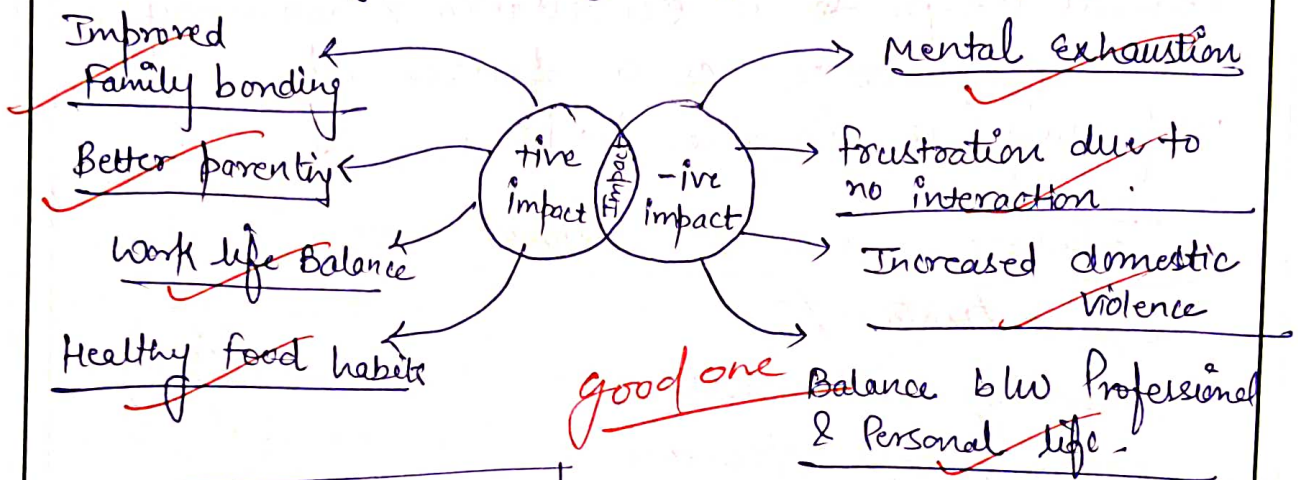 Improved
Family bonding
Better parentig
Work life Balance
Healthy food habits
+ive
impact
Impact
-ive
impact
Mental Exhaustion
frustration due to
no interaction.
Increased domestic
violence
Balance b/w Professional
& Personal life.
good one